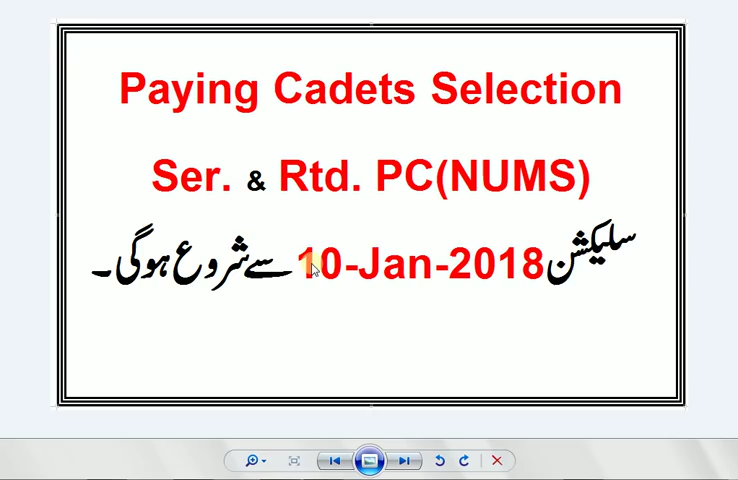 Paying Cadets Selection
Ser. & Rtd. PC(NUMS)
سلیکشن 10-Jan-2018 سے شروع ہوگی۔